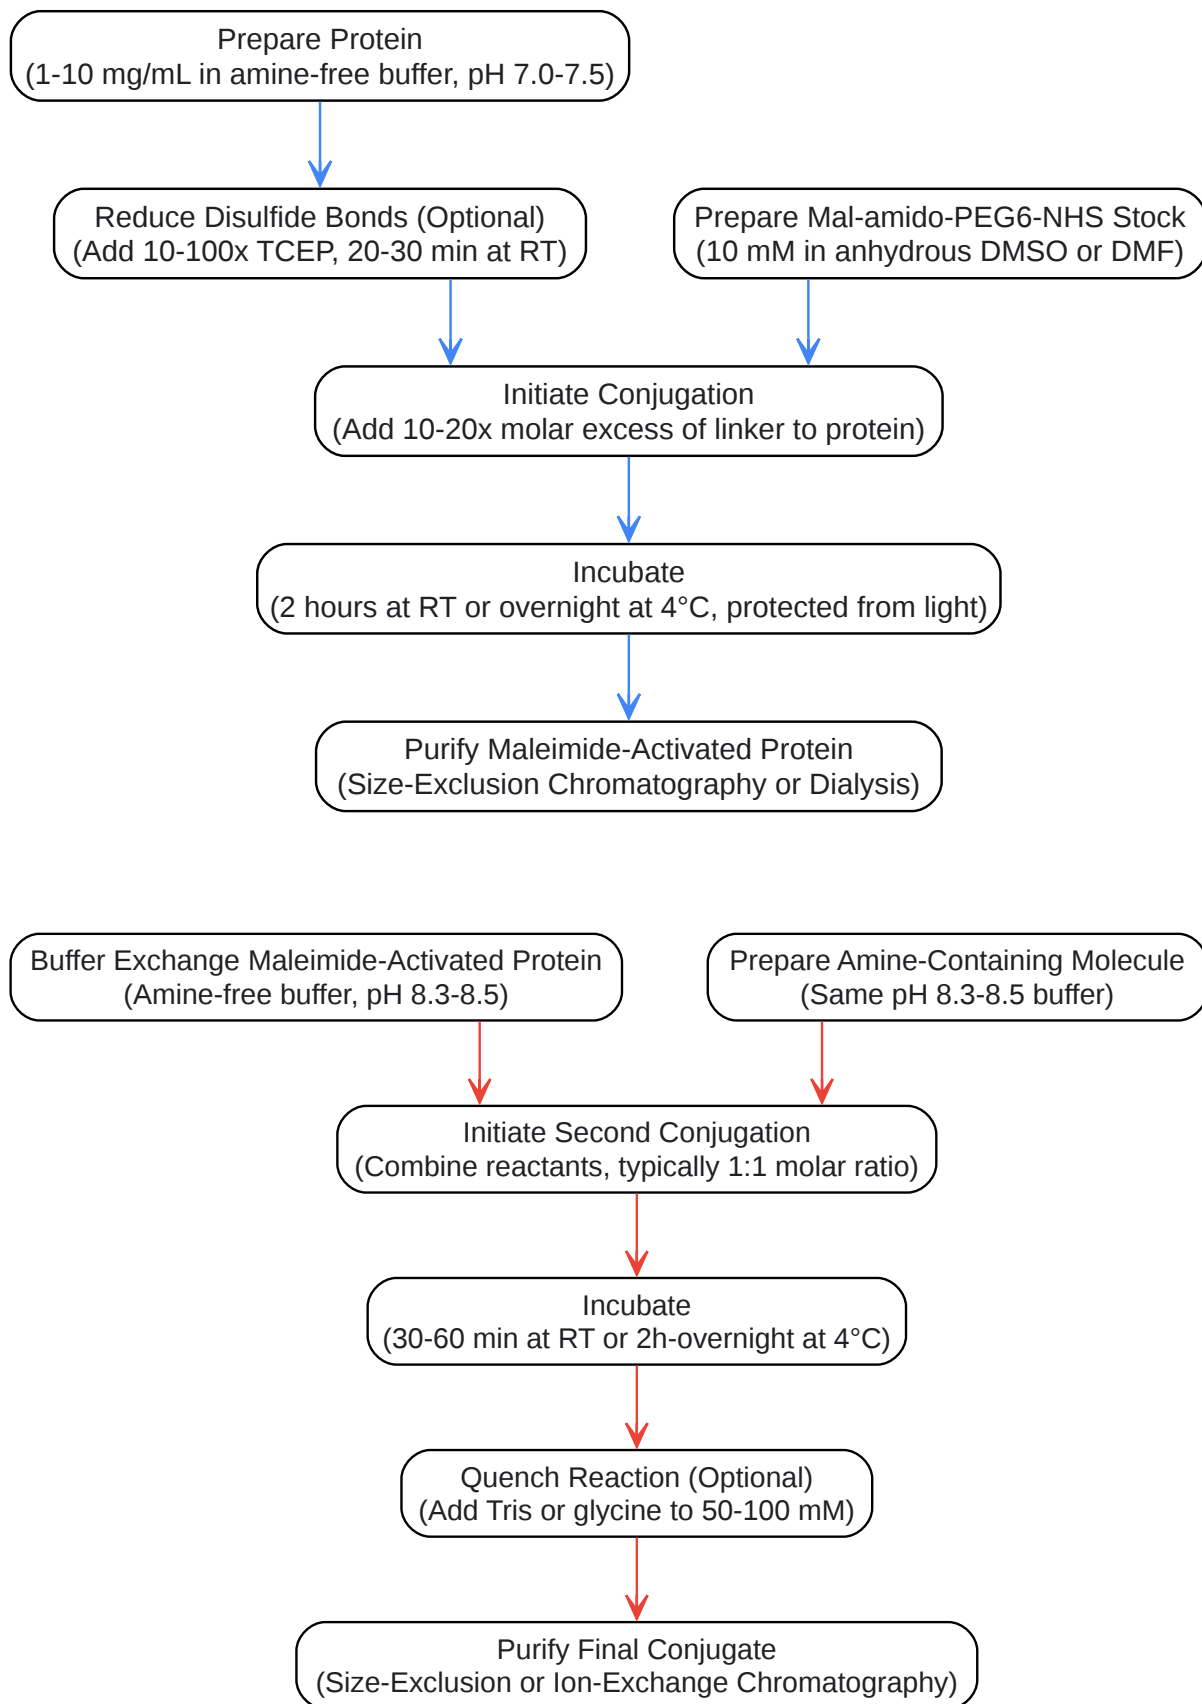 Prepare Protein
(1-10 mg/mL in amine-free buffer, pH 7.0-7.5)
Reduce Disulfide Bonds (Optional)
(Add 10-100x TCEP, 20-30 min at RT)
Prepare Mal-amido-PEG6-NHS Stock
(10 mM in anhydrous DMSO or DMF)
Initiate Conjugation
(Add 10-20x molar excess of linker to protein)
Incubate
(2 hours at RT or overnight at 4°C, protected from light)
Purify Maleimide-Activated Protein
(Size-Exclusion Chromatography or Dialysis)
Buffer Exchange Maleimide-Activated Protein
(Amine-free buffer, pH 8.3-8.5)
Prepare Amine-Containing Molecule
(Same pH 8.3-8.5 buffer)
Initiate Second Conjugation
(Combine reactants, typically 1:1 molar ratio)
Incubate
(30-60 min at RT or 2h-overnight at 4°C)
Quench Reaction (Optional)
(Add Tris or glycine to 50-100 mM)
Purify Final Conjugate
(Size-Exclusion or Ion-Exchange Chromatography)